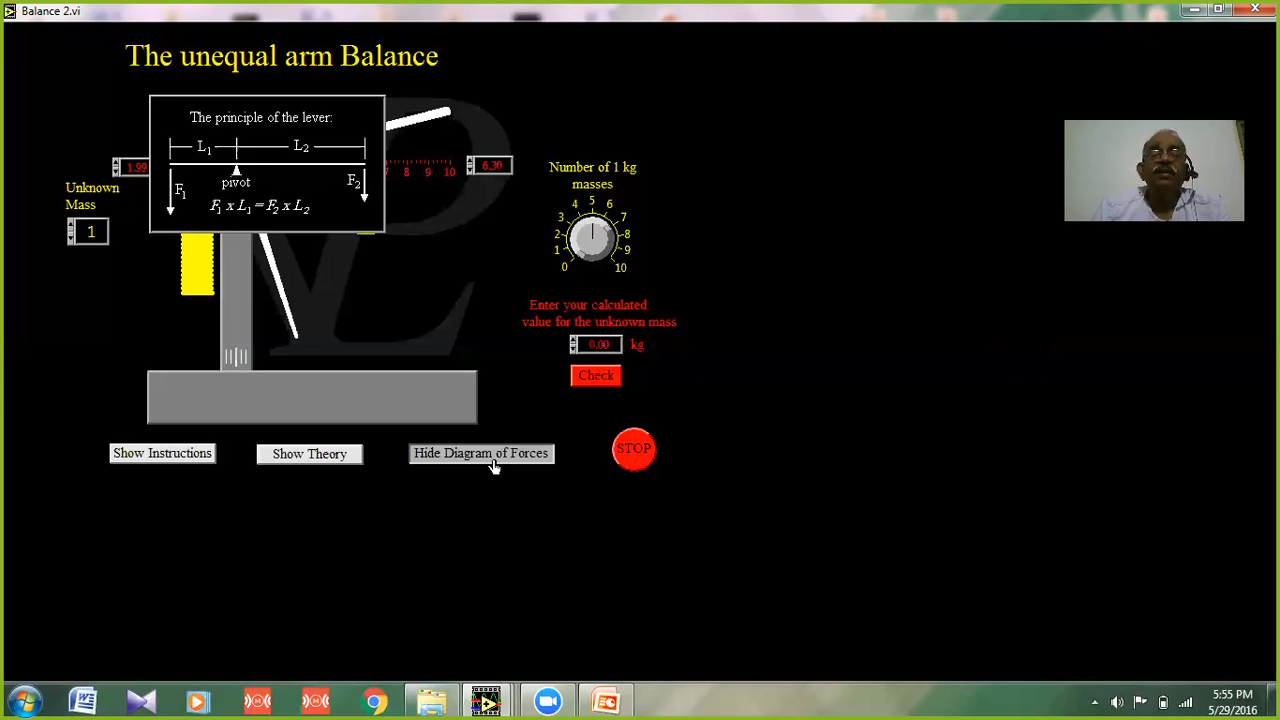 Balance 2.vi
The unequal arm Balance
The principle of the lever:
L1 L2
pivot
F1 F2
F1 x L1 = F2 x L2
1.99
7 8 9 10
6.30
Unknown
Mass
1
Number of 1 kg
masses
0 1 2 3 4 5 6 7 8 9 10
Enter your calculated
value for the unknown mass
0.00 kg
Check
Show Instructions
Show Theory
Hide Diagram of Forces
STOP
5:55 PM
5/29/2016